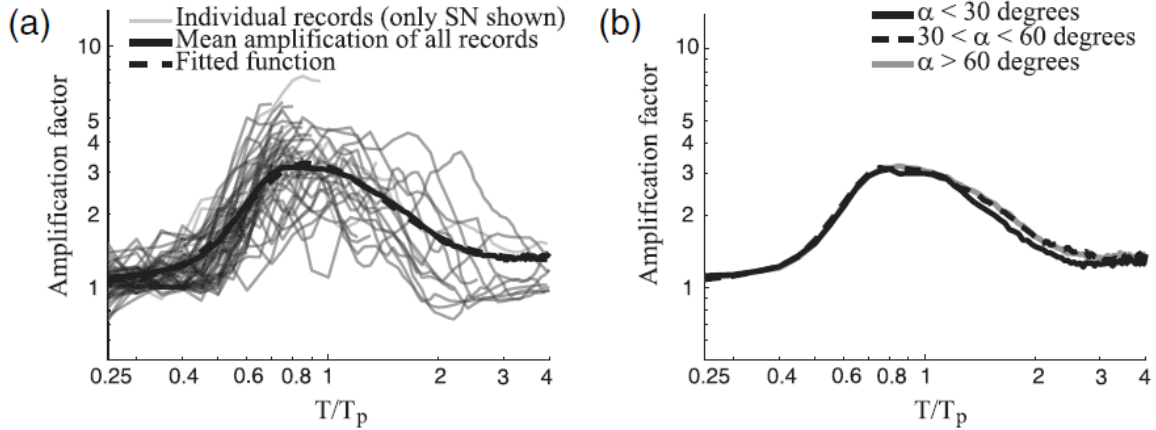 (a)
Individual records (only SN shown)
Mean amplification of all records
Fitted function
Amplification factor
10
5
4
3
2
1
0.25 0.4 0.6 0.8 1 2 3 4
T/Tp
(b)
α < 30 degrees
30 < α < 60 degrees
α > 60 degrees
Amplification factor
10
5
4
3
2
1
0.25 0.4 0.6 0.8 1 2 3 4
T/Tp